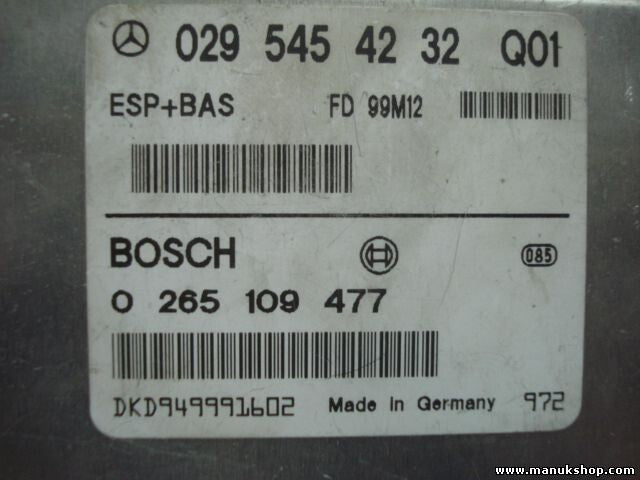 029 545 42 32 Q01
ESP+BAS FD 99M12
BOSCH 085
0 265 109 477
DKD949991602 Made in Germany 972
www.manukshop.com